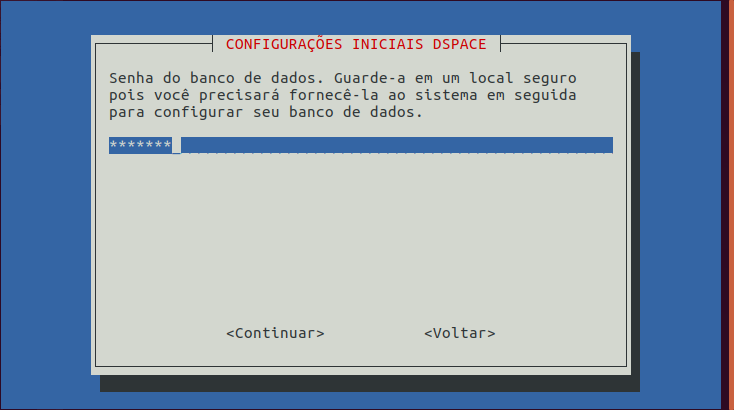 CONFIGURAÇÕES INICIAIS DSPACE
Senha do banco de dados. Guarde-a em um local seguro
pois você precisará fornecê-la ao sistema em seguida
para configurar seu banco de dados.
*******_
<Continuar> <Voltar>